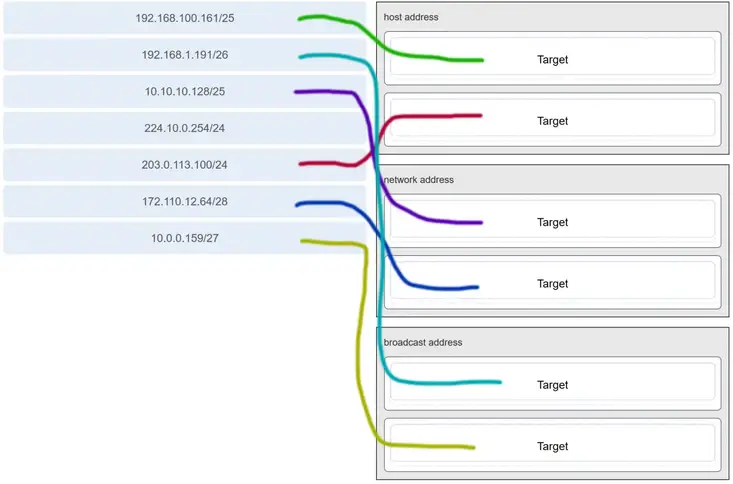 192.168.100.161/25
192.168.1.191/26
10.10.10.128/25
224.10.0.254/24
203.0.113.100/24
172.110.12.64/28
10.0.0.159/27
host address
Target
Target
network address
Target
Target
broadcast address
Target
Target